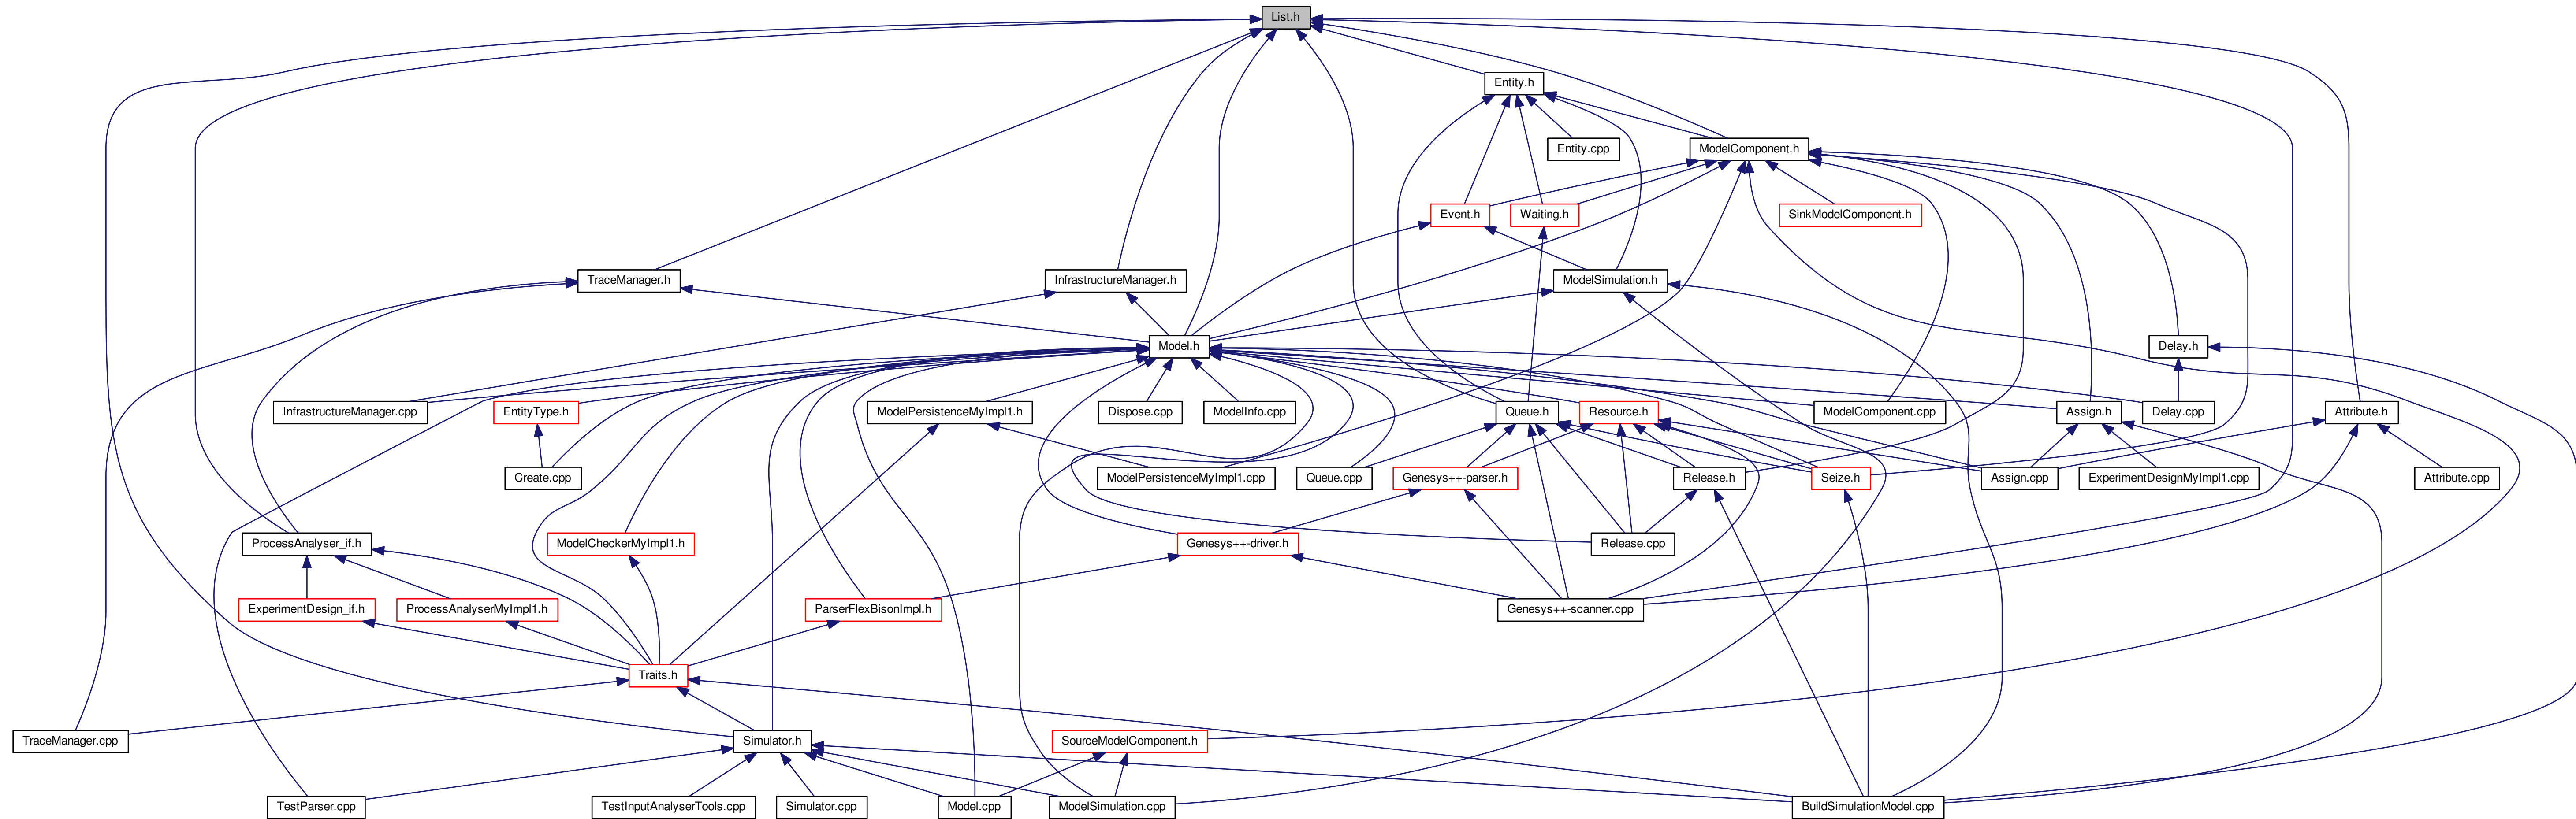 List.h
Entity.h
Entity.cpp
ModelComponent.h
Event.h
Waiting.h
SinkModelComponent.h
TraceManager.h
InfrastructureManager.h
ModelSimulation.h
Model.h
Delay.h
InfrastructureManager.cpp
EntityType.h
ModelPersistenceMyImpl1.h
Dispose.cpp
ModelInfo.cpp
Queue.h
Resource.h
ModelComponent.cpp
Assign.h
Delay.cpp
Attribute.h
Create.cpp
ModelPersistenceMyImpl1.cpp
Queue.cpp
Genesys++-parser.h
Release.h
Seize.h
Assign.cpp
ExperimentDesignMyImpl1.cpp
Attribute.cpp
ProcessAnalyser_if.h
ModelCheckerMyImpl1.h
Genesys++-driver.h
Release.cpp
ExperimentDesign_if.h
ProcessAnalyserMyImpl1.h
ParserFlexBisonImpl.h
Genesys++-scanner.cpp
Traits.h
TraceManager.cpp
Simulator.h
SourceModelComponent.h
TestParser.cpp
TestInputAnalyserTools.cpp
Simulator.cpp
Model.cpp
ModelSimulation.cpp
BuildSimulationModel.cpp